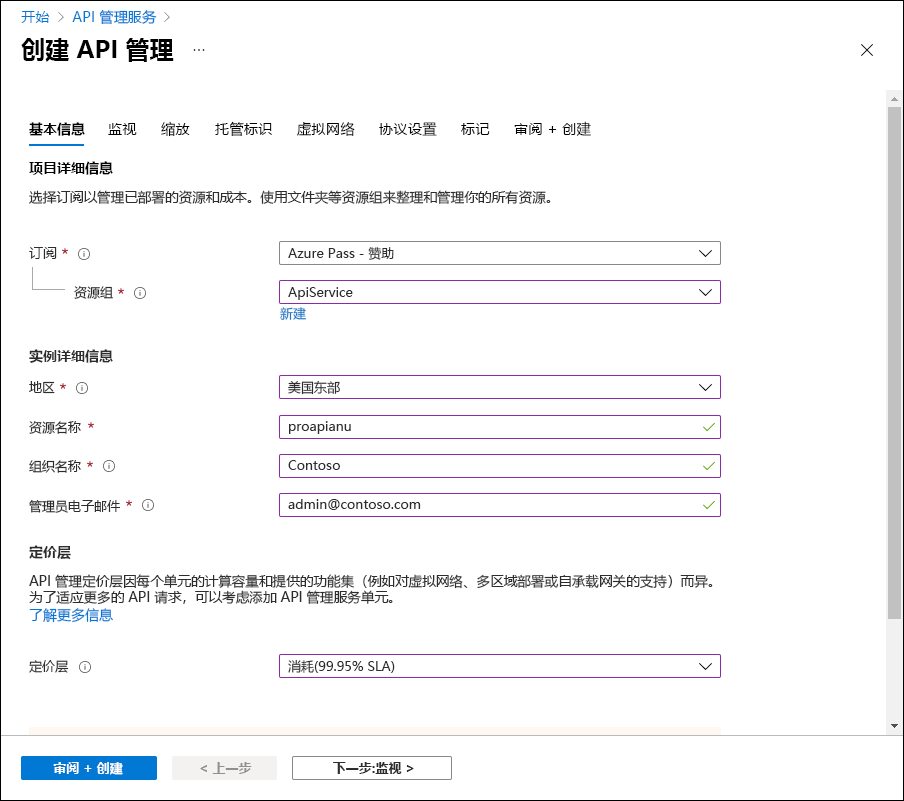 开始 > API 管理服务 >
创建 API 管理 ...
基本信息 监视 缩放 托管标识 虚拟网络 协议设置 标记 审阅 + 创建
项目详细信息
选择订阅以管理已部署的资源和成本。使用文件夹等资源组来整理和管理你的所有资源。
订阅 * Azure Pass - 赞助
资源组 * ApiService
新建
实例详细信息
地区 * 美国东部
资源名称 * proapianu
组织名称 * Contoso
管理员电子邮件 * admin@contoso.com
定价层
API 管理定价层因每个单元的计算容量和提供的功能集（例如对虚拟网络、多区域部署或自承载网关的支持）而异。
为了适应更多的 API 请求，可以考虑添加 API 管理服务单元。
了解更多信息
定价层 消耗(99.95% SLA)
审阅 + 创建 < 上一步 下一步:监视 >